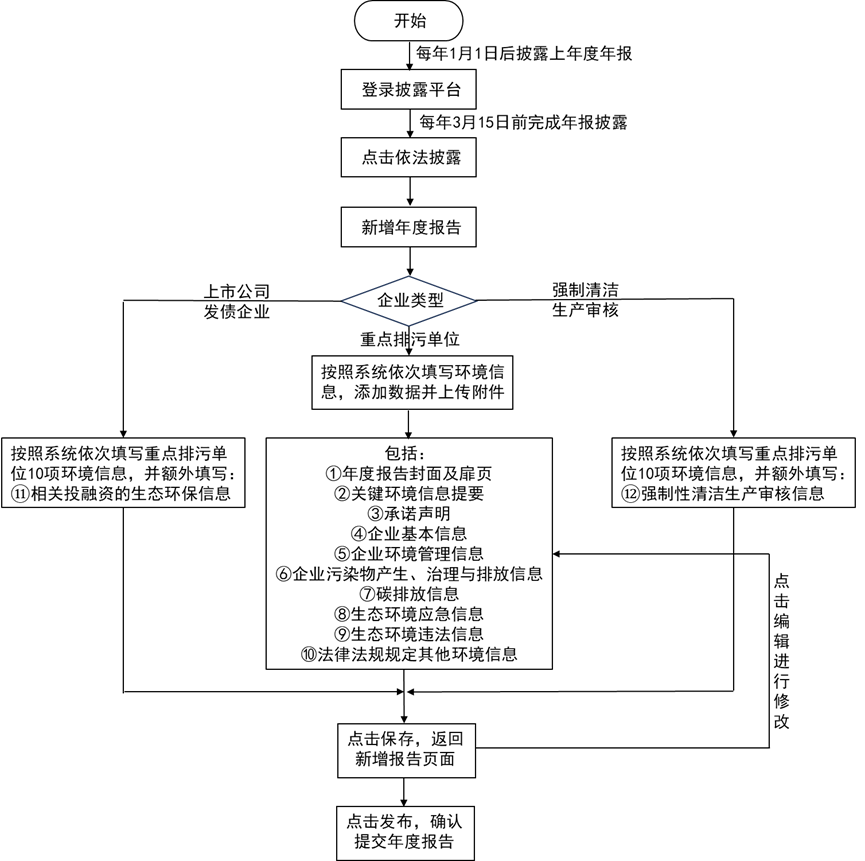 开始
每年1月1日后披露上年度年报
登录披露平台
每年3月15日前完成年报披露
点击依法披露
新增年度报告
企业类型
上市公司
发债企业
强制清洁
生产审核
重点排污单位
按照系统依次填写环境信
息，添加数据并上传附件
按照系统依次填写重点排污单
位10项环境信息，并额外填写：
⑪相关投融资的生态环保信息
包括：
①年度报告封面及扉页
②关键环境信息提要
③承诺声明
④企业基本信息
⑤企业环境管理信息
⑥企业污染物产生、治理与排放信息
⑦碳排放信息
⑧生态环境应急信息
⑨生态环境违法信息
⑩法律法规规定其他环境信息
按照系统依次填写重点排污单
位10项环境信息，并额外填写：
⑫强制性清洁生产审核信息
点击编辑进行修改
点击保存，返回
新增报告页面
点击发布，确认
提交年度报告